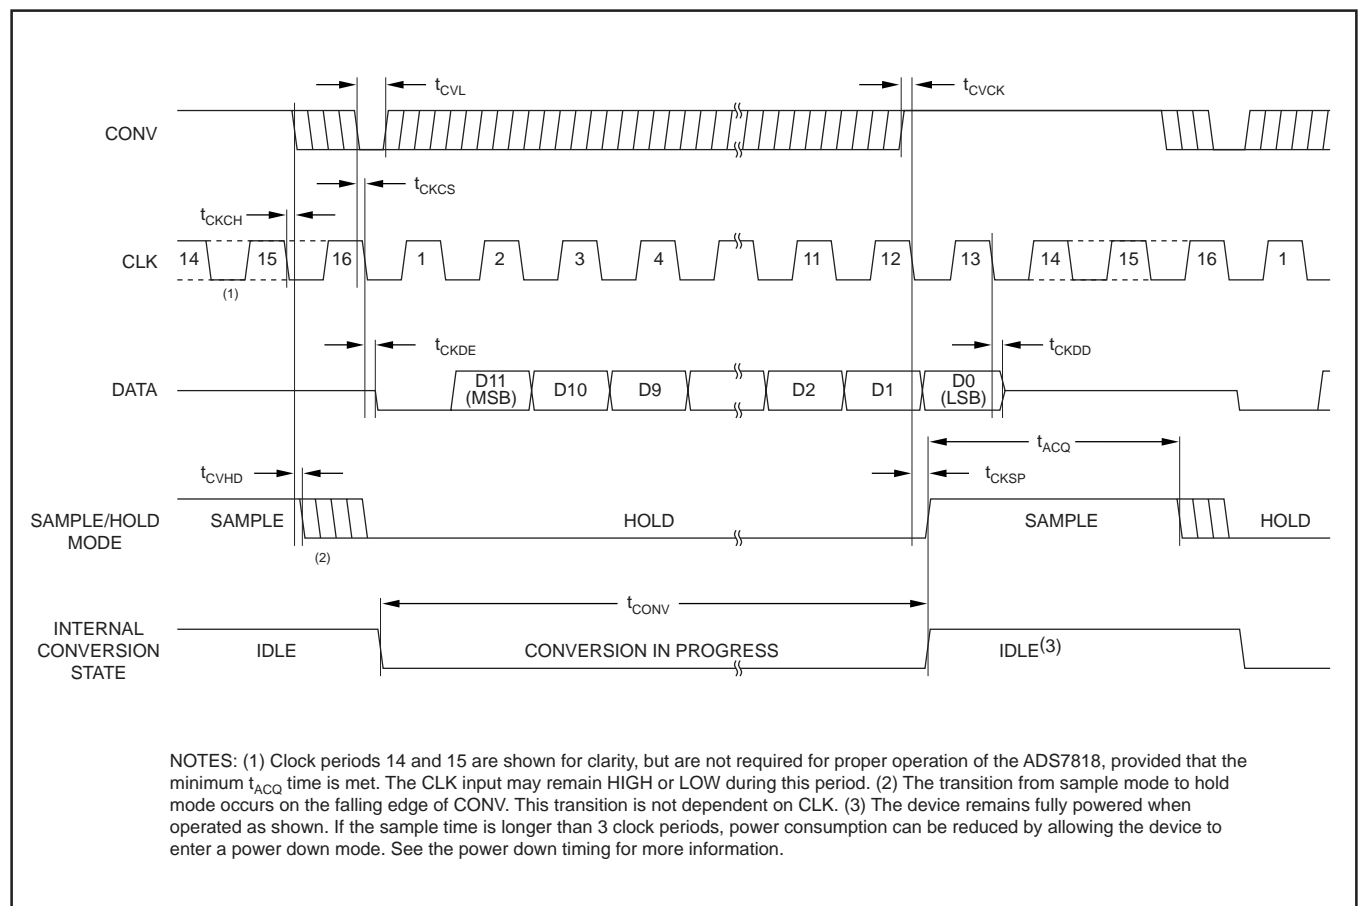 tCVL
tCVCK
CONV
tCKCS
tCKCH
CLK
14 15 16 1 2 3 4 11 12 13 14 15 16 1
(1)
tCKDE
tCKDD
DATA
D11 (MSB) D10 D9 D2 D1 D0 (LSB)
tACQ
tCVHD
tCKSP
SAMPLE/HOLD
MODE
SAMPLE HOLD SAMPLE HOLD
(2)
tCONV
INTERNAL
CONVERSION
STATE
IDLE CONVERSION IN PROGRESS IDLE(3)
NOTES: (1) Clock periods 14 and 15 are shown for clarity, but are not required for proper operation of the ADS7818, provided that the
minimum tACQ time is met. The CLK input may remain HIGH or LOW during this period. (2) The transition from sample mode to hold
mode occurs on the falling edge of CONV. This transition is not dependent on CLK. (3) The device remains fully powered when
operated as shown. If the sample time is longer than 3 clock periods, power consumption can be reduced by allowing the device to
enter a power down mode. See the power down timing for more information.